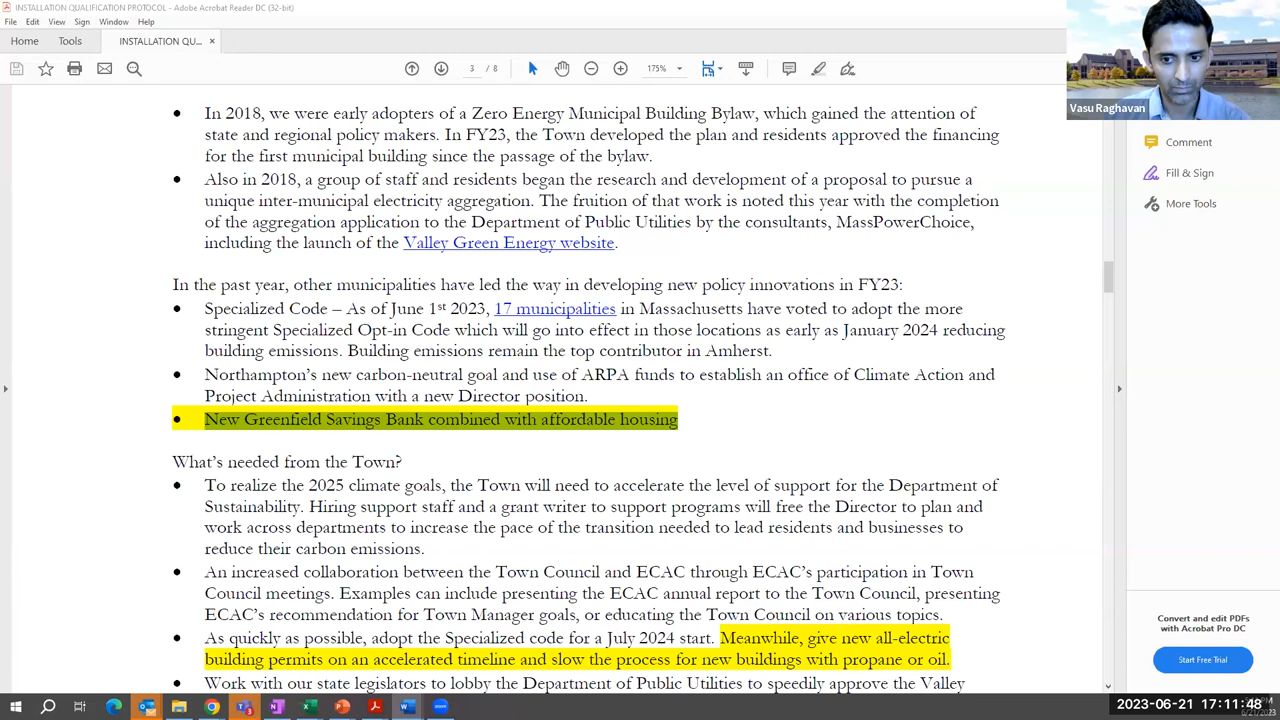 INSTALLATION QUALIFICATION PROTOCOL - Adobe Acrobat Reader DC (32-bit)
File Edit View Sign Window Help
Home Tools INSTALLATION QU... ×
3 / 8 175%
Vasu Raghavan
Comment
Fill & Sign
More Tools
• In 2018, we were early adopters of a Zero Energy Municipal Building Bylaw, which gained the attention of
state and regional policy makers. In FY23, the Town developed the plan and residents approved the financing
for the first municipal building since the passage of the bylaw.
• Also in 2018, a group of staff and residents began the research and development of a proposal to pursue a
unique inter-municipal electricity aggregation. The fruition of that work is noted this year with the completion
of the aggregation application to the Department of Public Utilities by the consultants, MassPowerChoice,
including the launch of the Valley Green Energy website.
In the past year, other municipalities have led the way in developing new policy innovations in FY23:
• Specialized Code – As of June 1st 2023, 17 municipalities in Massachusetts have voted to adopt the more
stringent Specialized Opt-in Code which will go into effect in those locations as early as January 2024 reducing
building emissions. Building emissions remain the top contributor in Amherst.
• Northampton's new carbon-neutral goal and use of ARPA funds to establish an office of Climate Action and
Project Administration with a new Director position.
• New Greenfield Savings Bank combined with affordable housing
What's needed from the Town?
• To realize the 2025 climate goals, the Town will need to accelerate the level of support for the Department of
Sustainability. Hiring support staff and a grant writer to support programs will free the Director to plan and
work across departments to increase the pace of the transition needed to lead residents and businesses to
reduce their carbon emissions.
• An increased collaboration between the Town Council and ECAC through ECAC's participation in Town
Council meetings. Examples can include presenting the ECAC annual report to the Town Council, presenting
ECAC's recommendation for Town Manager goals, or educating the Town Council on various topics.
• As quickly as possible, adopt the Specialized code for a July 2024 start. Meanwhile, give new all-electric
building permits on an accelerated timeline and slow the process for new buildings with propane or oil.
• Work with our state legislators to lobby the Department of Public Utilities to speedily approve the Valley
Convert and edit PDFs
with Acrobat Pro DC
Start Free Trial
2023-06-21 17:11:48